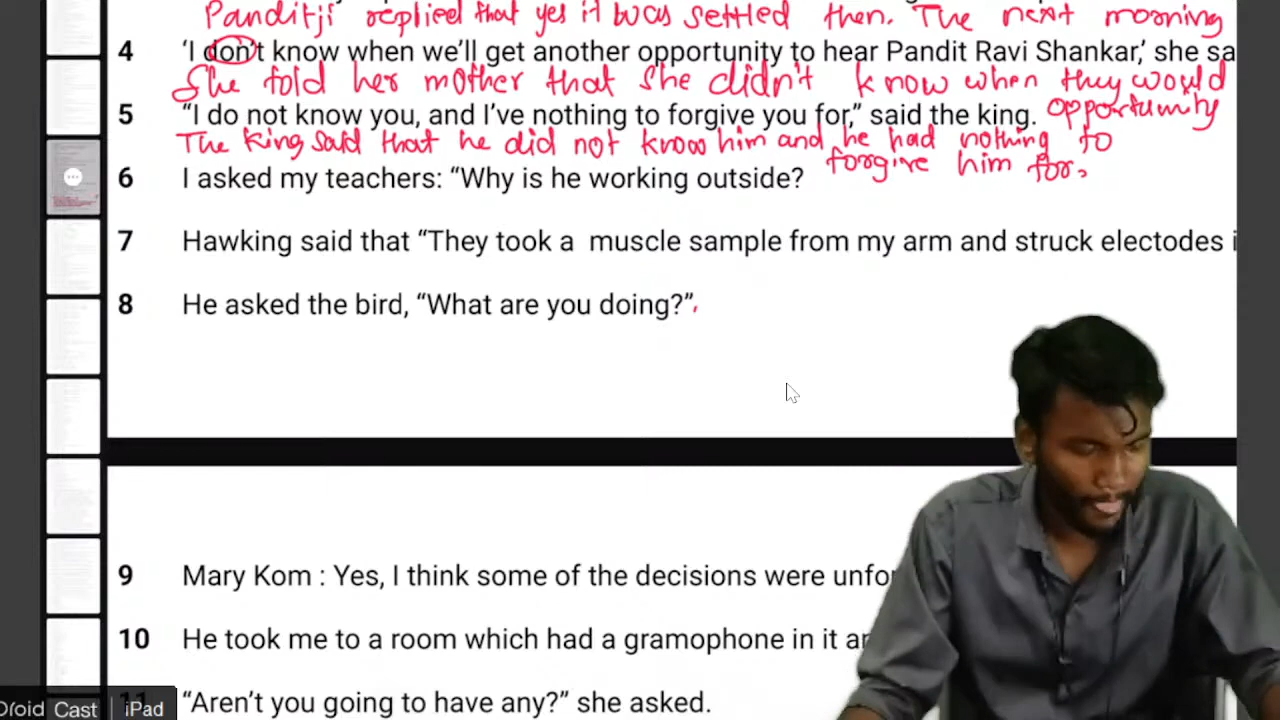 Panditji replied that yes it was settled then. The next morning
4 'I don't know when we'll get another opportunity to hear Pandit Ravi Shankar,' she sa
She told her mother that she didn't know when they would
opportunity
5 “I do not know you, and I've nothing to forgive you for,” said the king.
The king said that he did not know him and he had nothing to
forgive him for.
6 I asked my teachers: “Why is he working outside?
7 Hawking said that “They took a muscle sample from my arm and struck electodes i
8 He asked the bird, “What are you doing?”.
9 Mary Kom : Yes, I think some of the decisions were unfo
10 He took me to a room which had a gramophone in it a
11 “Aren't you going to have any?” she asked.
Droid Cast iPad